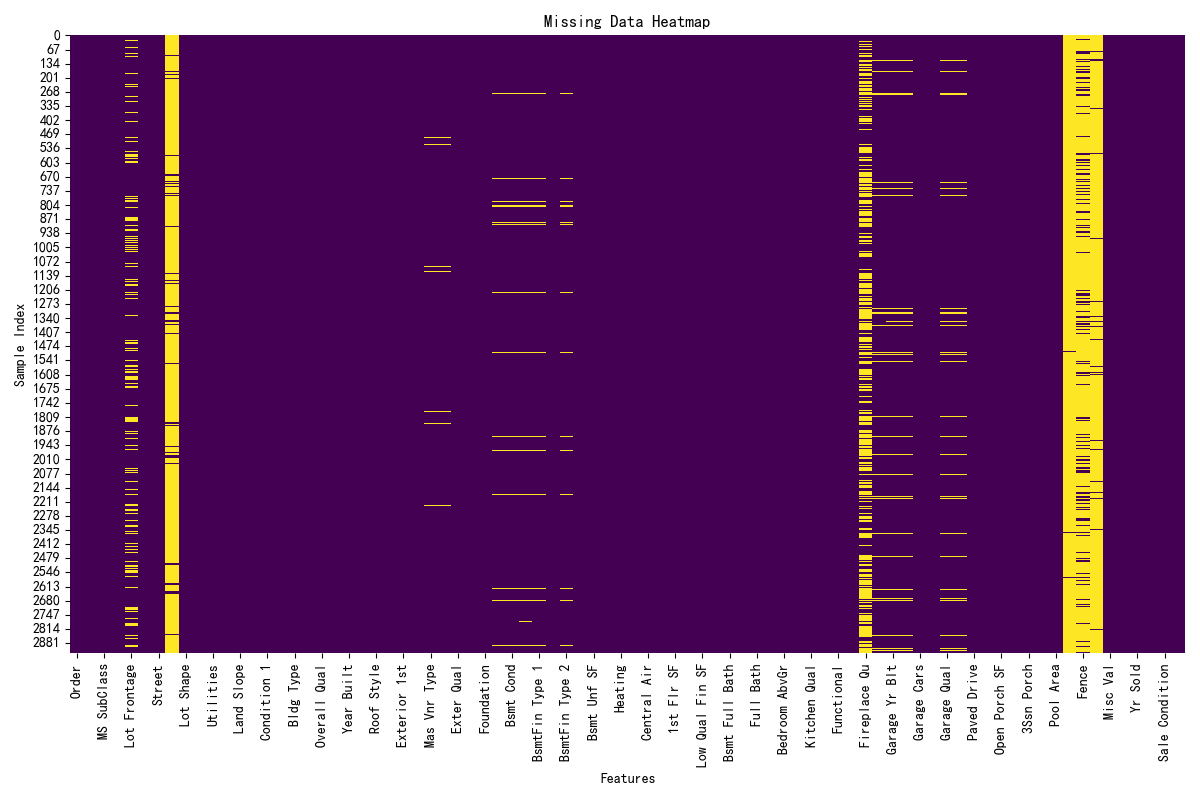 Missing Data Heatmap
0
67
134
201
268
335
402
469
536
603
670
737
804
871
938
1005
1072
1139
1206
1273
1340
1407
1474
1541
1608
1675
1742
1809
1876
1943
2010
2077
2144
2211
2278
2345
2412
2479
2546
2613
2680
2747
2814
2881
Sample Index
Order
MS SubClass
Lot Frontage
Street
Lot Shape
Utilities
Land Slope
Condition 1
Bldg Type
Overall Qual
Year Built
Roof Style
Exterior 1st
Mas Vnr Type
Exter Qual
Foundation
Bsmt Cond
BsmtFin Type 1
BsmtFin Type 2
Bsmt Unf SF
Heating
Central Air
1st Flr SF
Low Qual Fin SF
Bsmt Full Bath
Full Bath
Bedroom AbvGr
Kitchen Qual
Functional
Fireplace Qu
Garage Yr Blt
Garage Cars
Garage Qual
Paved Drive
Open Porch SF
3Ssn Porch
Pool Area
Fence
Misc Val
Yr Sold
Sale Condition
Features